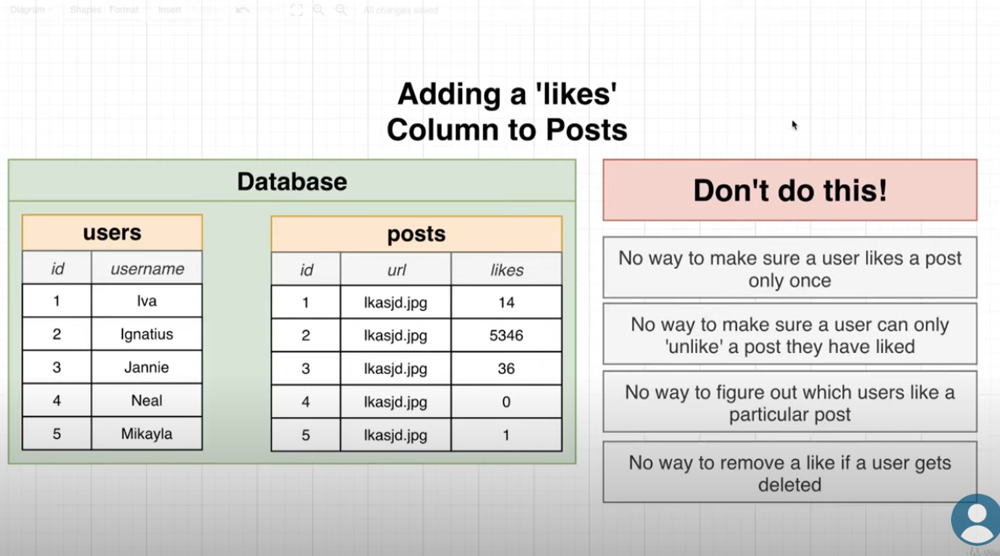 Diagram Shapes Format Insert All changes saved
Adding a 'likes'
Column to Posts
Database
users
id username
1 Iva
2 Ignatius
3 Jannie
4 Neal
5 Mikayla
posts
id url likes
1 lkasjd.jpg 14
2 lkasjd.jpg 5346
3 lkasjd.jpg 36
4 lkasjd.jpg 0
5 lkasjd.jpg 1
Don't do this!
No way to make sure a user likes a post
only once
No way to make sure a user can only
'unlike' a post they have liked
No way to figure out which users like a
particular post
No way to remove a like if a user gets
deleted